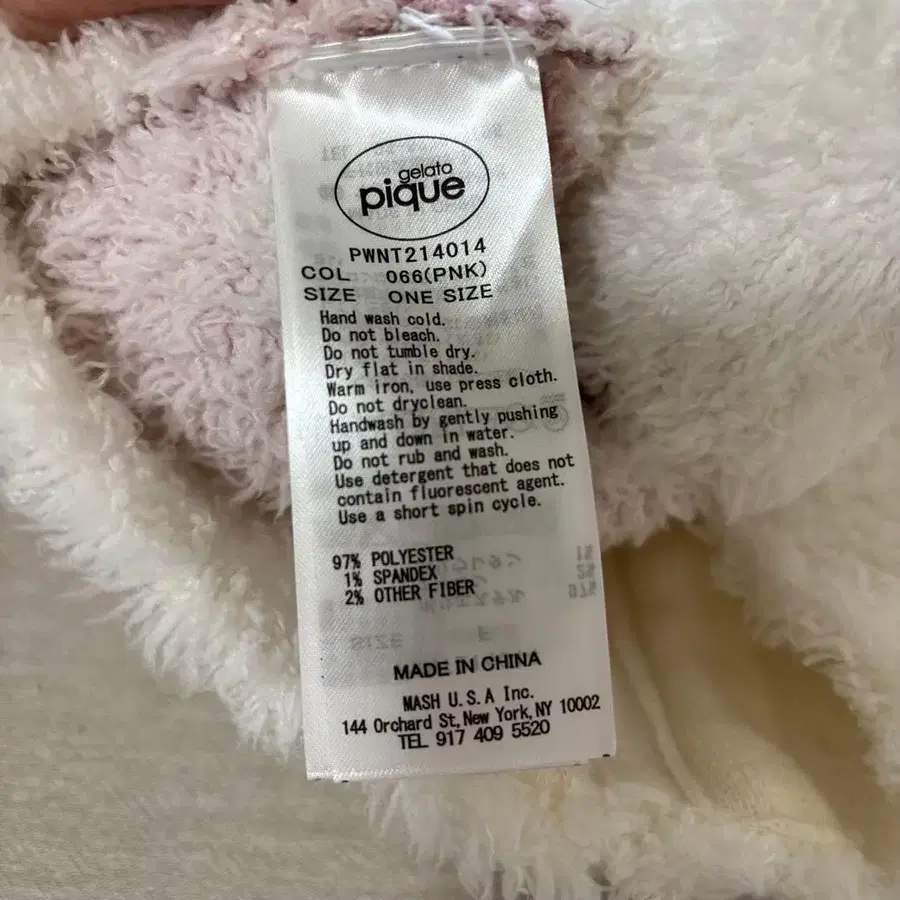 gelato
pique
PWNT214014
COL 066(PNK)
SIZE ONE SIZE
Hand wash cold.
Do not bleach.
Do not tumble dry.
Dry flat in shade.
Warm iron, use press cloth.
Do not dryclean.
Handwash by gently pushing
up and down in water.
Do not rub and wash.
Use detergent that does not
contain fluorescent agent.
Use a short spin cycle.
97% POLYESTER
1% SPANDEX
2% OTHER FIBER
MADE IN CHINA
MASH U.S.A Inc.
144 Orchard St, New York, NY 10002
TEL 917 409 5520